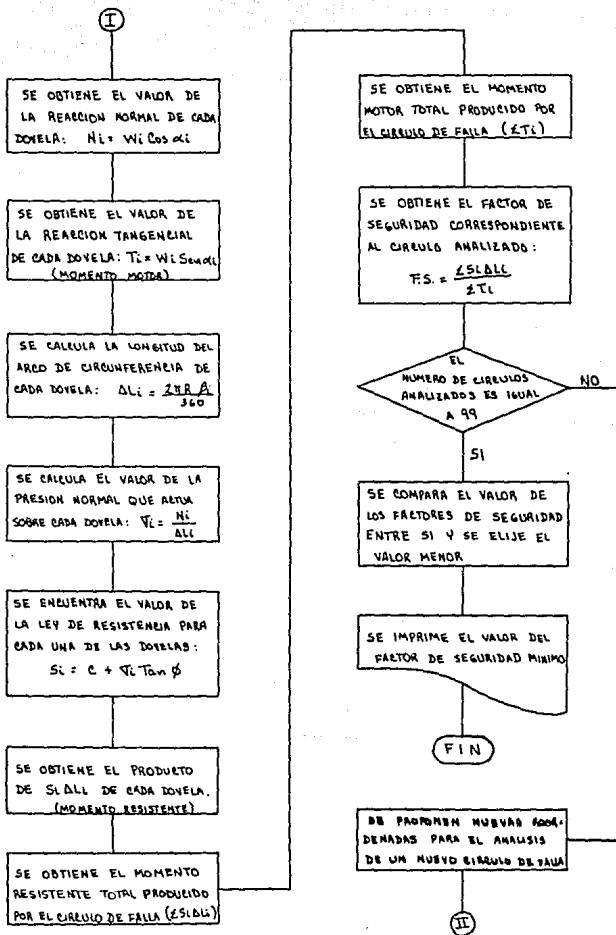 I
SE OBTIENE EL VALOR DE
LA REACCION NORMAL DE CADA
DOVELA: Ni = Wi Cos αi
SE OBTIENE EL VALOR DE
LA REACCION TANGENCIAL
DE CADA DOVELA: Ti = Wi Sen αi
(MOMENTO MOTOR)
SE CALCULA LA LONGITUD DEL
ARCO DE CIRCUNFERENCIA DE
CADA DOVELA: ΔLi = 2πR βi
360
SE CALCULA EL VALOR DE LA
PRESION NORMAL QUE ACTUA
SOBRE CADA DOVELA: σi = Ni
ΔLi
SE ENCUENTRA EL VALOR DE
LA LEY DE RESISTENCIA PARA
CADA UNA DE LAS DOVELAS:
Si = C + σi Tan φ
SE OBTIENE EL PRODUCTO
DE SiΔLi DE CADA DOVELA.
(MOMENTO RESISTENTE)
SE OBTIENE EL MOMENTO
RESISTENTE TOTAL PRODUCIDO
POR EL CIRCULO DE FALLA (ΣSiΔLi)
SE OBTIENE EL MOMENTO
MOTOR TOTAL PRODUCIDO POR
EL CIRCULO DE FALLA (ΣTi)
SE OBTIENE EL FACTOR DE
SEGURIDAD CORRESPONDIENTE
AL CIRCULO ANALIZADO:
F.S. = ΣSiΔLi
ΣTi
EL
NUMERO DE CIRCULOS
ANALIZADOS ES IGUAL
A 99
NO
SI
SE COMPARA EL VALOR DE
LOS FACTORES DE SEGURIDAD
ENTRE SI Y SE ELIJE EL
VALOR MENOR
SE IMPRIME EL VALOR DEL
FACTOR DE SEGURIDAD MINIMO
FIN
SE PROPONEN NUEVAS COOR-
DENADAS PARA EL ANALISIS
DE UN NUEVO CIRCULO DE FALLA
II